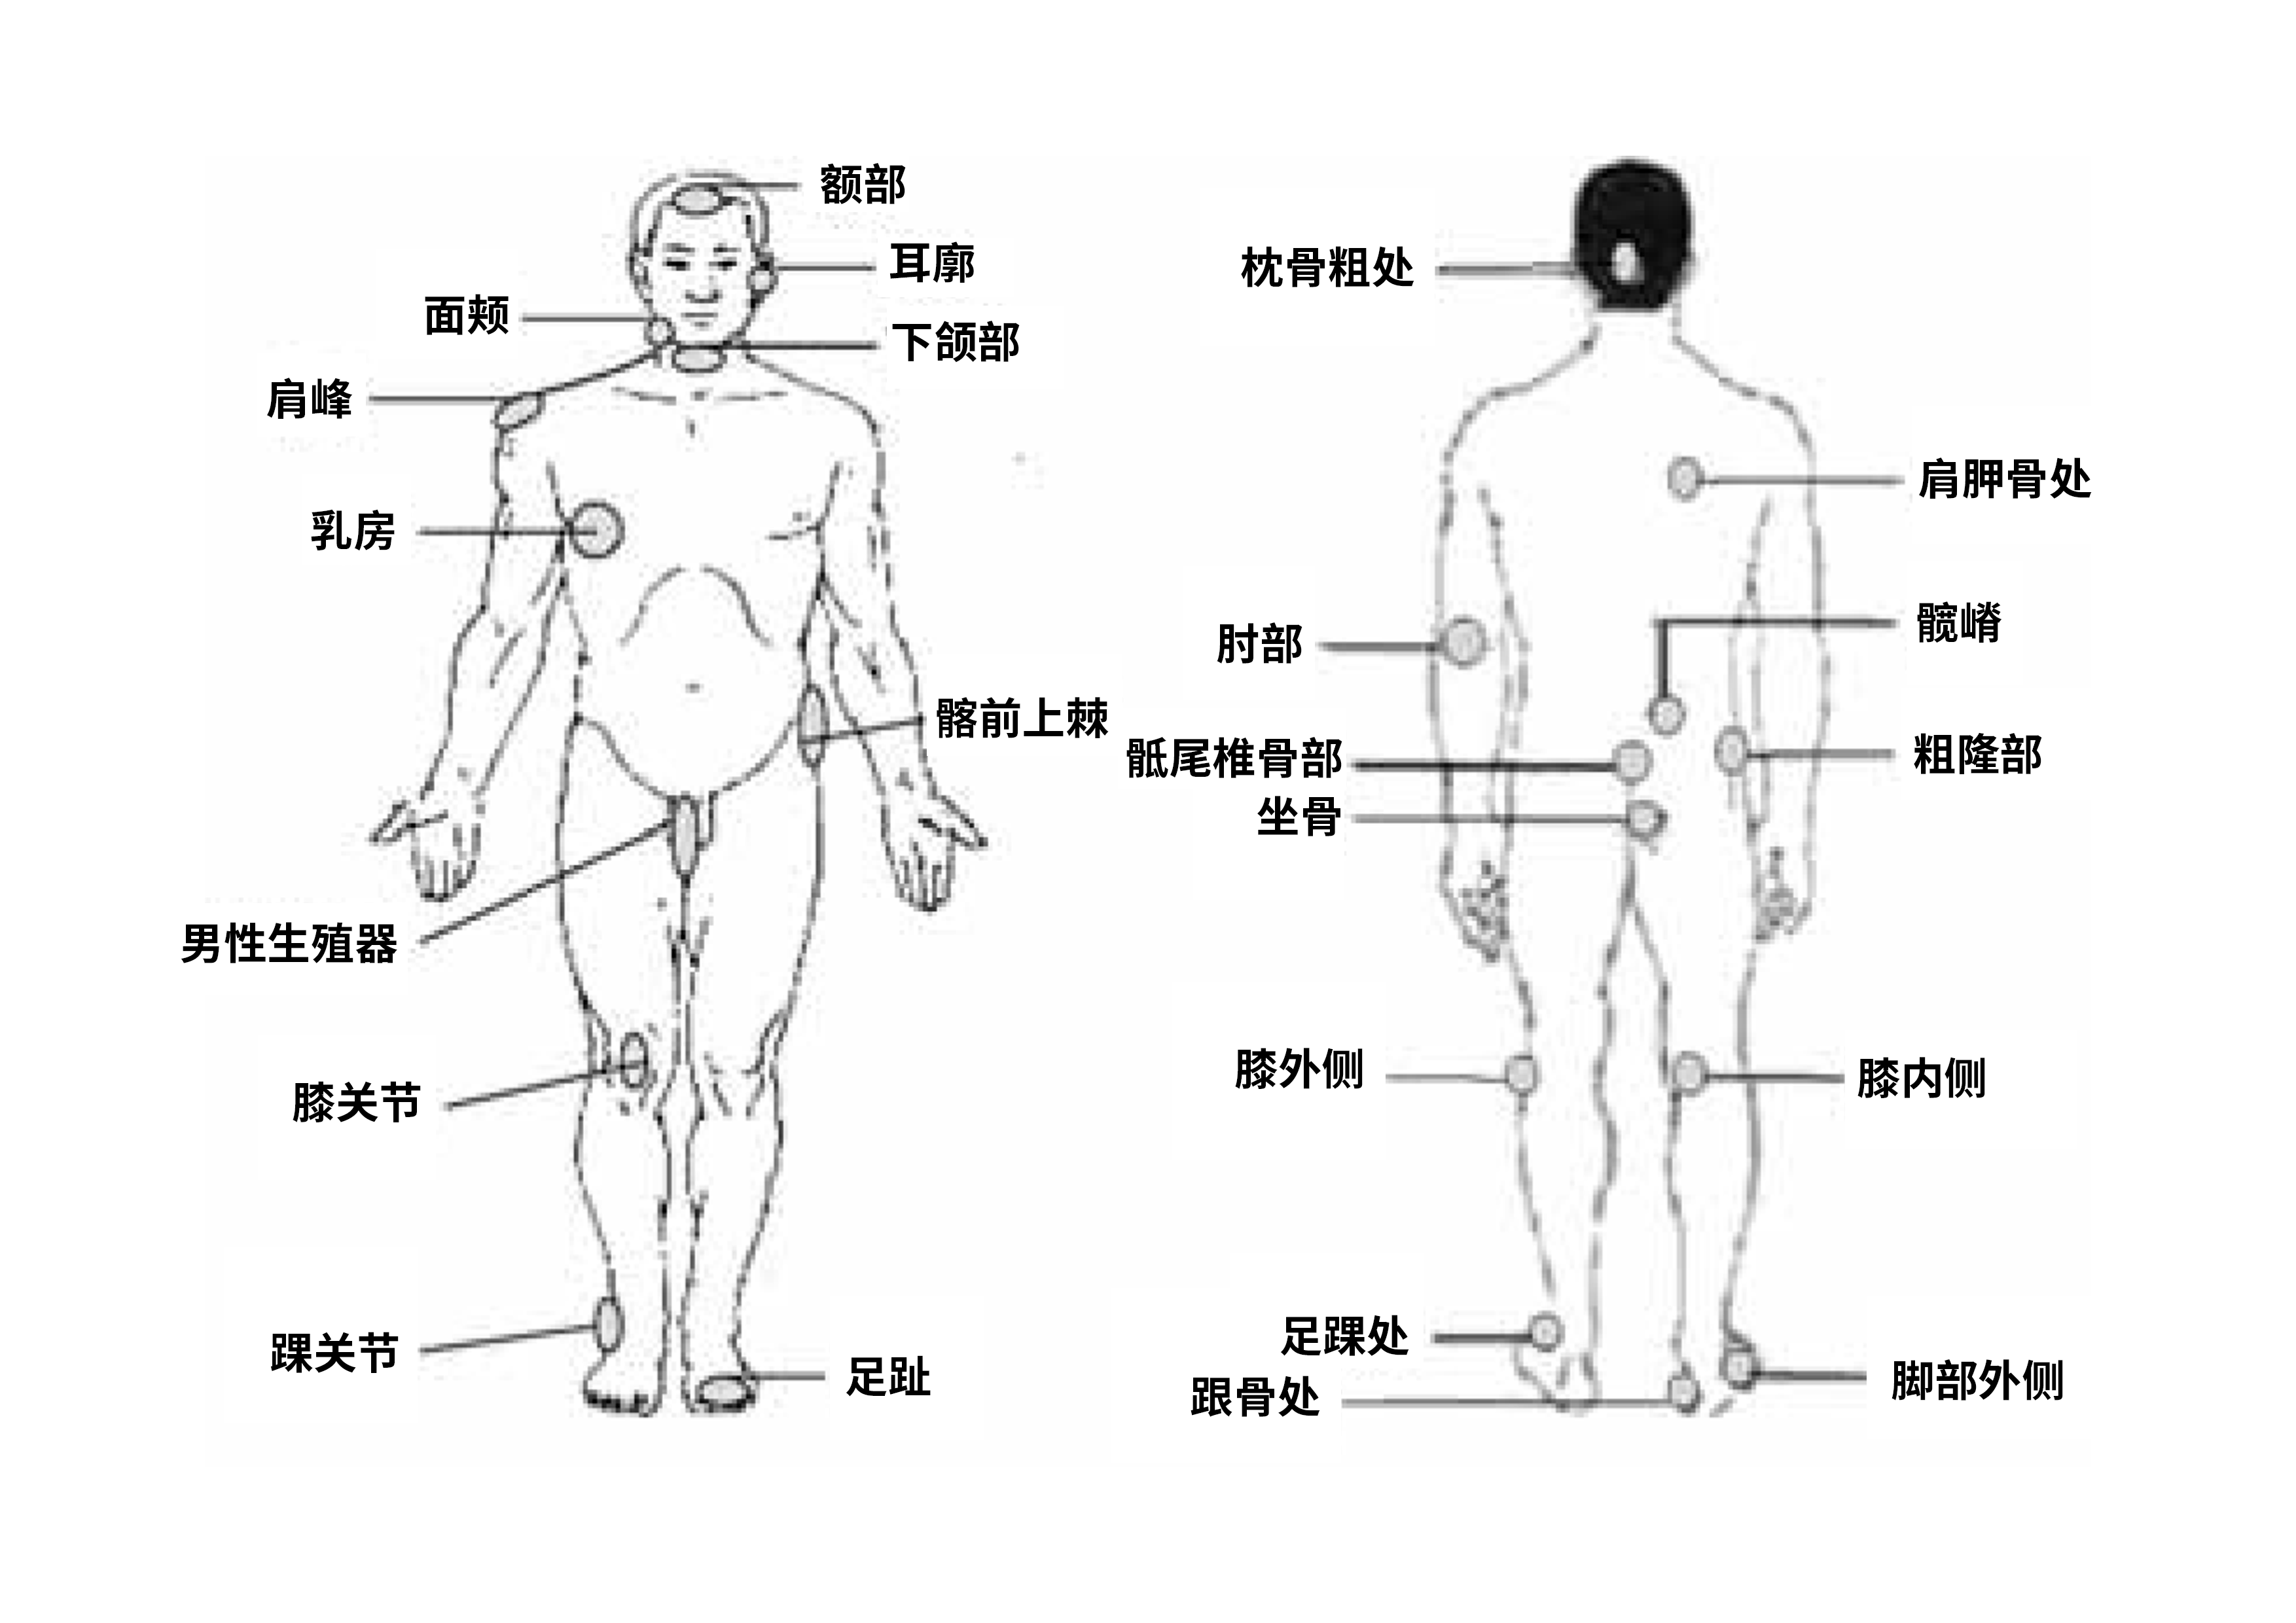 额部
耳廓
面颊
下颌部
肩峰
乳房
髂前上棘
男性生殖器
膝关节
踝关节
足趾
枕骨粗处
肩胛骨处
肘部
髋嵴
骶尾椎骨部
粗隆部
坐骨
膝外侧
膝内侧
足踝处
跟骨处
脚部外侧